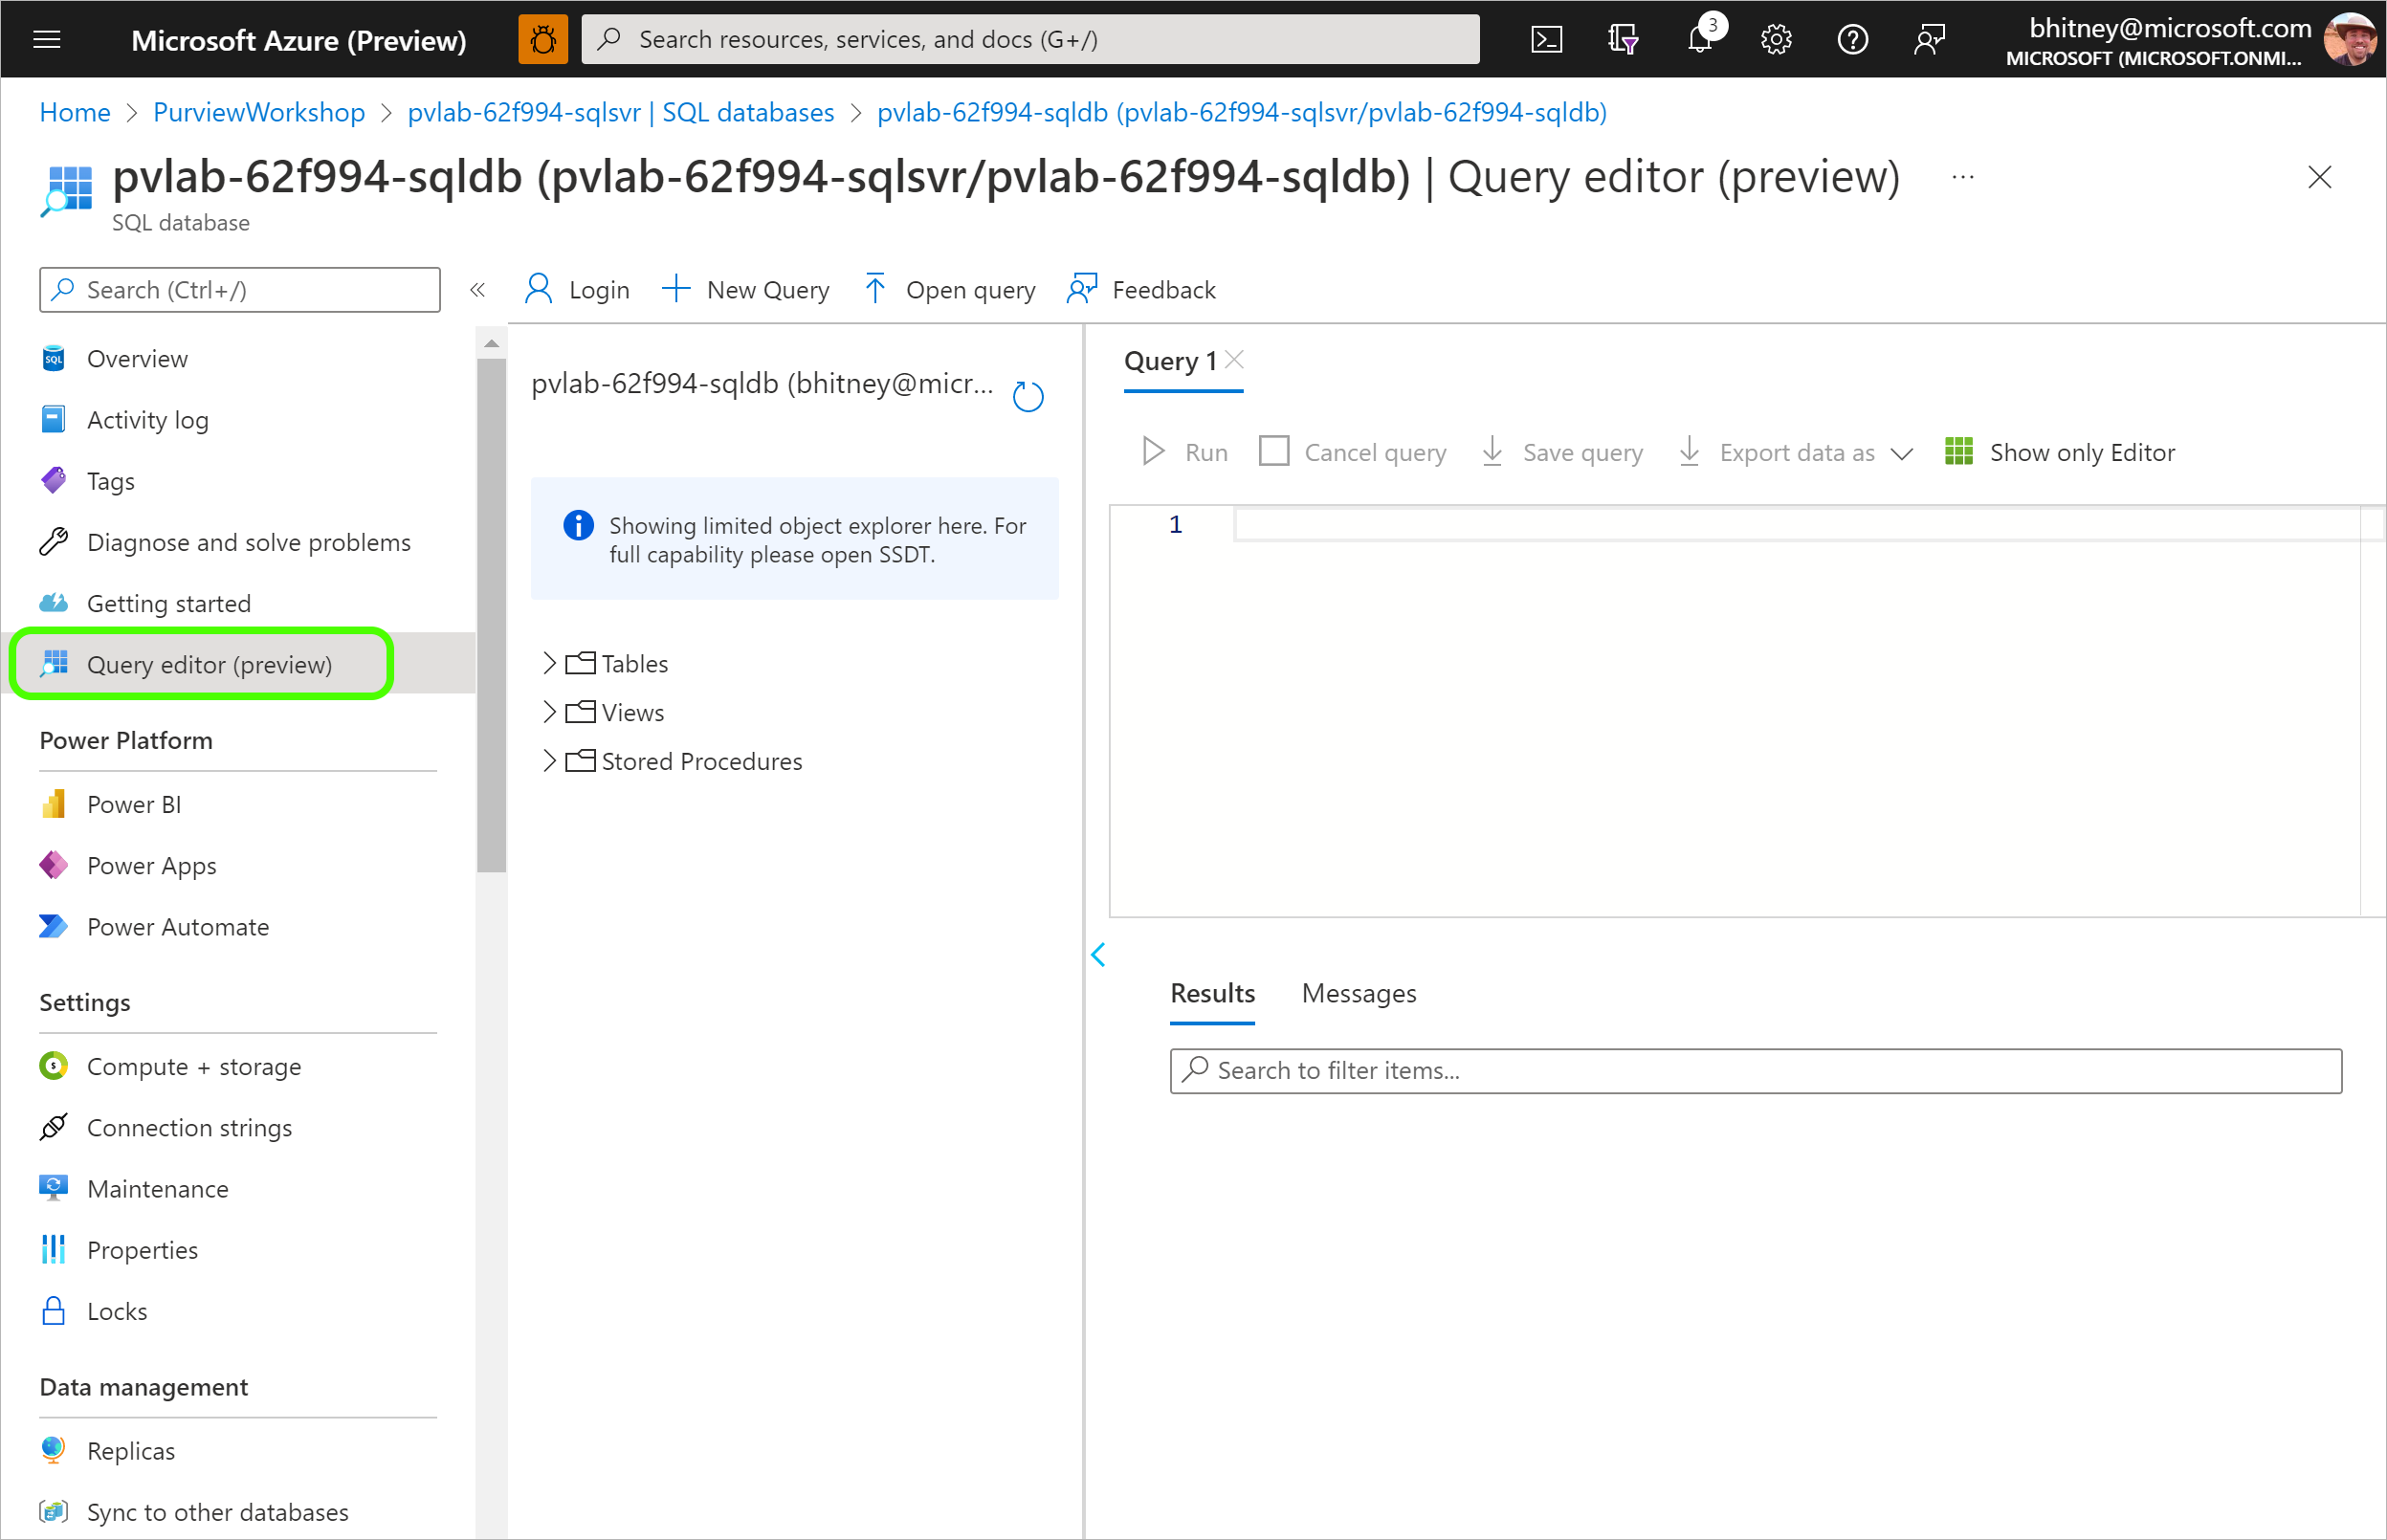 Microsoft Azure (Preview)
Search resources, services, and docs (G+/)
3
bhitney@microsoft.com
MICROSOFT (MICROSOFT.ONMI...
Home > PurviewWorkshop > pvlab-62f994-sqlsvr | SQL databases > pvlab-62f994-sqldb (pvlab-62f994-sqlsvr/pvlab-62f994-sqldb)
pvlab-62f994-sqldb (pvlab-62f994-sqlsvr/pvlab-62f994-sqldb) | Query editor (preview) ...
SQL database
Search (Ctrl+/)
«
Login
New Query
Open query
Feedback
SQL
Overview
Activity log
Tags
Diagnose and solve problems
Getting started
Query editor (preview)
Power Platform
Power BI
Power Apps
Power Automate
Settings
Compute + storage
Connection strings
Maintenance
Properties
Locks
Data management
Replicas
Sync to other databases
pvlab-62f994-sqldb (bhitney@micr...
Showing limited object explorer here. For
full capability please open SSDT.
Tables
Views
Stored Procedures
Query 1
Run
Cancel query
Save query
Export data as
Show only Editor
1
Results
Messages
Search to filter items...